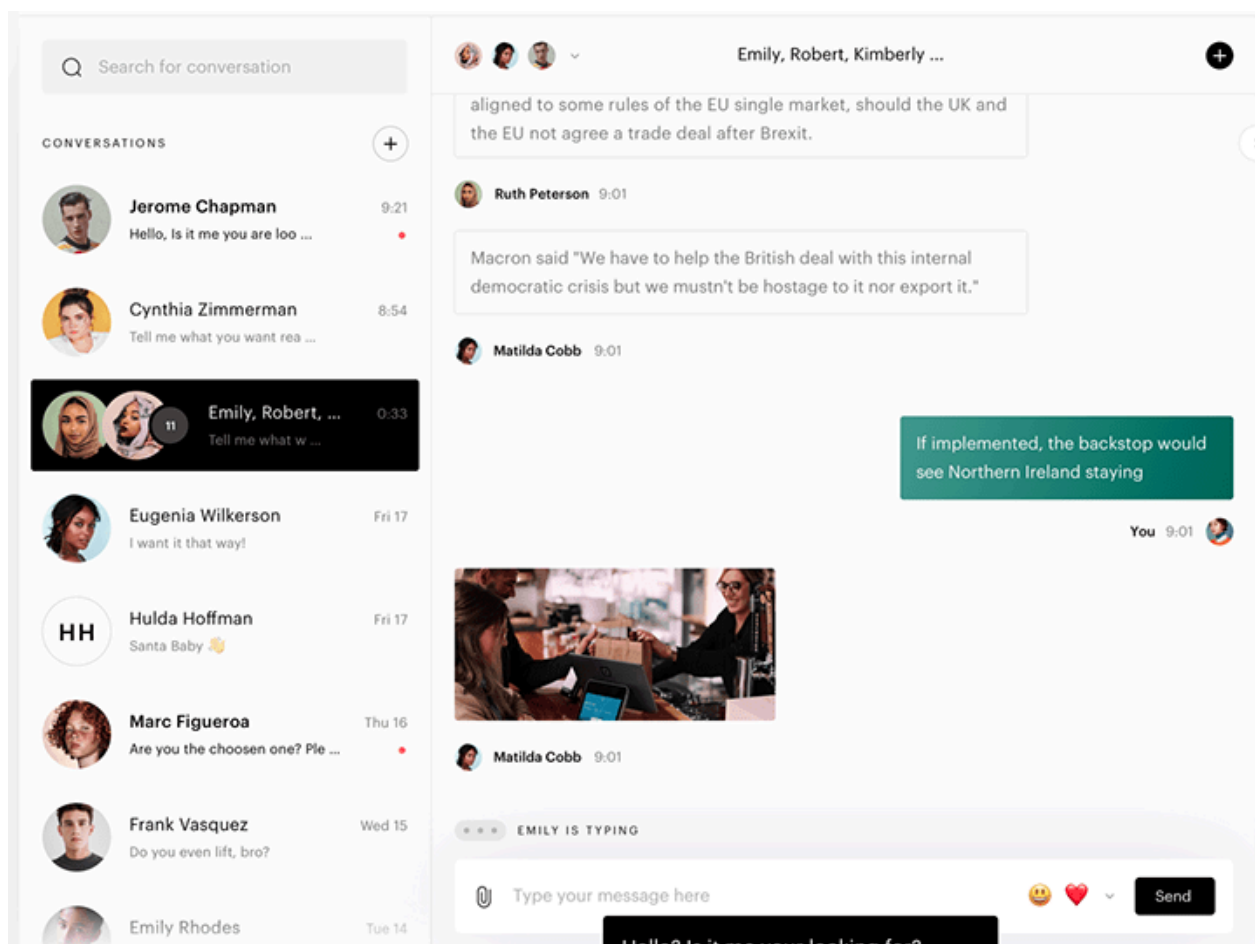 Search for conversation
CONVERSATIONS
Jerome Chapman 9:21
Hello, Is it me you are loo ...
Cynthia Zimmerman 8:54
Tell me what you want rea ...
11
Emily, Robert, ... 0:33
Tell me what w ...
Eugenia Wilkerson Fri 17
I want it that way!
HH
Hulda Hoffman Fri 17
Santa Baby 👋
Marc Figueroa Thu 16
Are you the choosen one? Ple ...
Frank Vasquez Wed 15
Do you even lift, bro?
Emily Rhodes Tue 14
Emily, Robert, Kimberly ...
aligned to some rules of the EU single market, should the UK and
the EU not agree a trade deal after Brexit.
Ruth Peterson 9:01
Macron said "We have to help the British deal with this internal
democratic crisis but we mustn't be hostage to it nor export it."
Matilda Cobb 9:01
If implemented, the backstop would
see Northern Ireland staying
You 9:01
Matilda Cobb 9:01
EMILY IS TYPING
Type your message here
😃 ❤️
Send
Hello? Is it me your looking for?